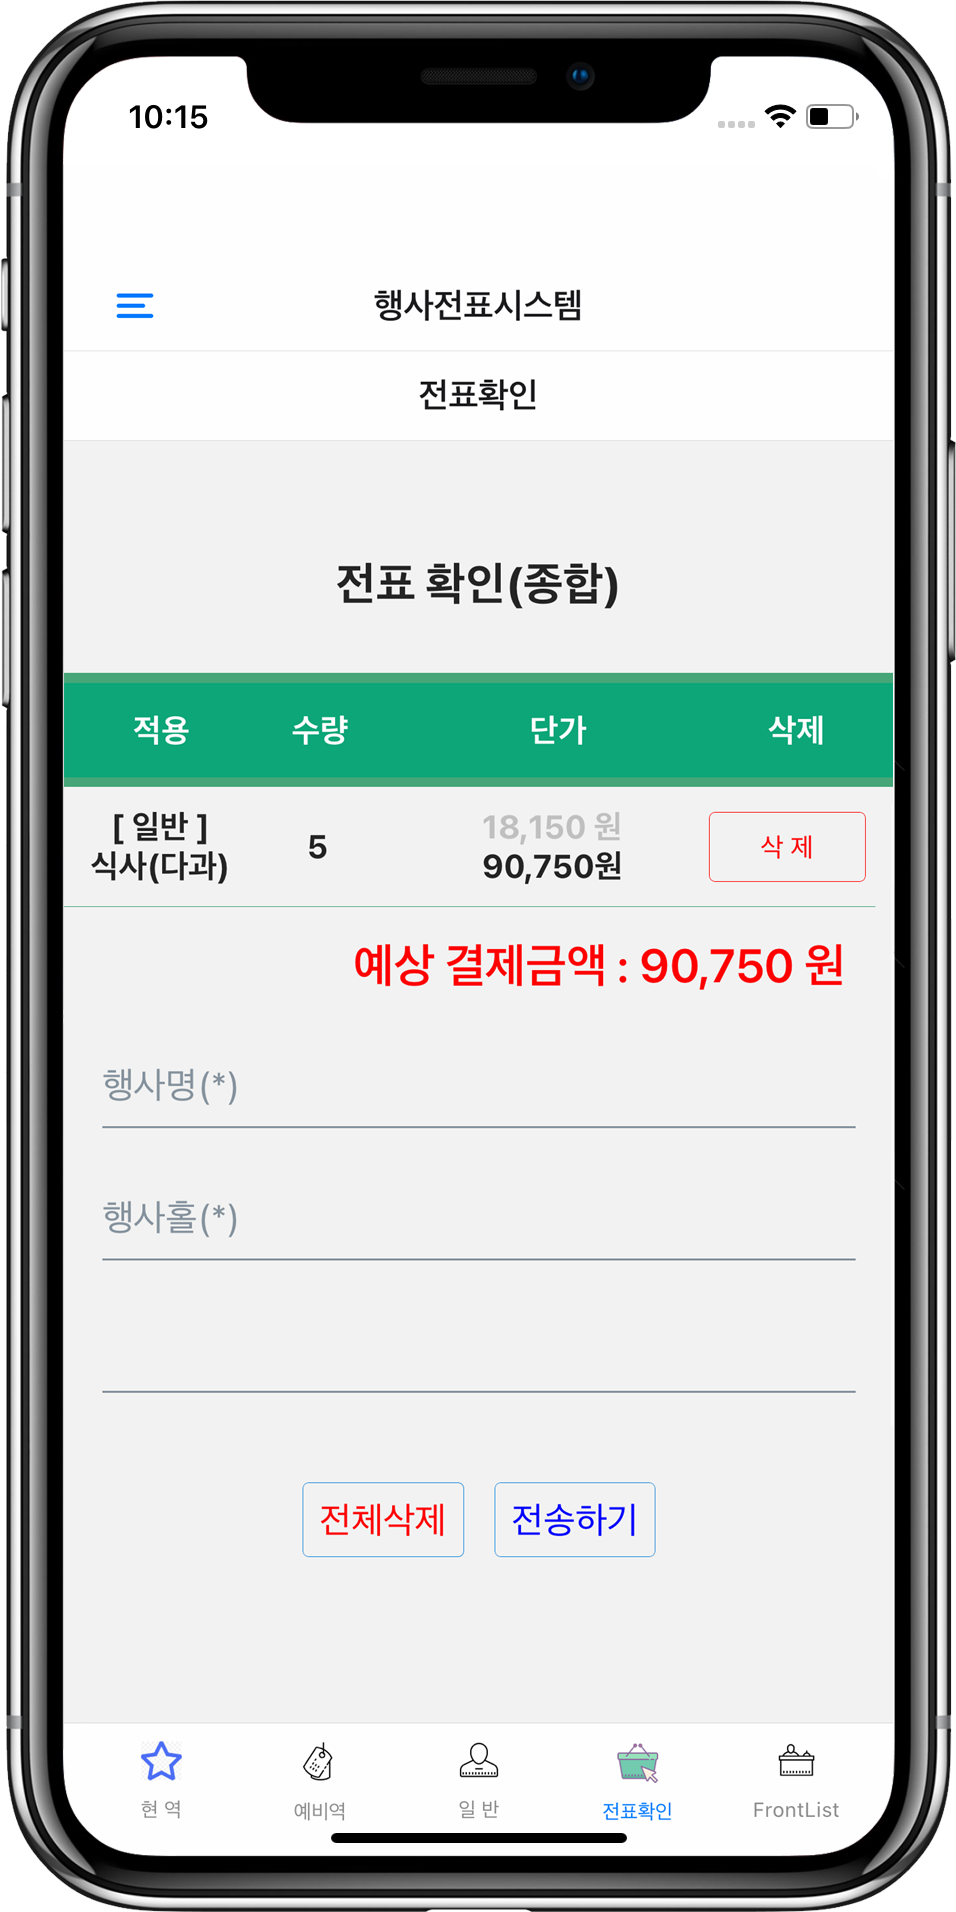 10:15
행사전표시스템
전표확인
전표 확인(종합)
적용 수량 단가 삭제
[ 일반 ]
식사(다과)
5
18,150 원
90,750원
삭 제
예상 결제금액 : 90,750 원
행사명(*)
행사홀(*)
전체삭제 전송하기
현 역 예비역 일 반 전표확인 FrontList